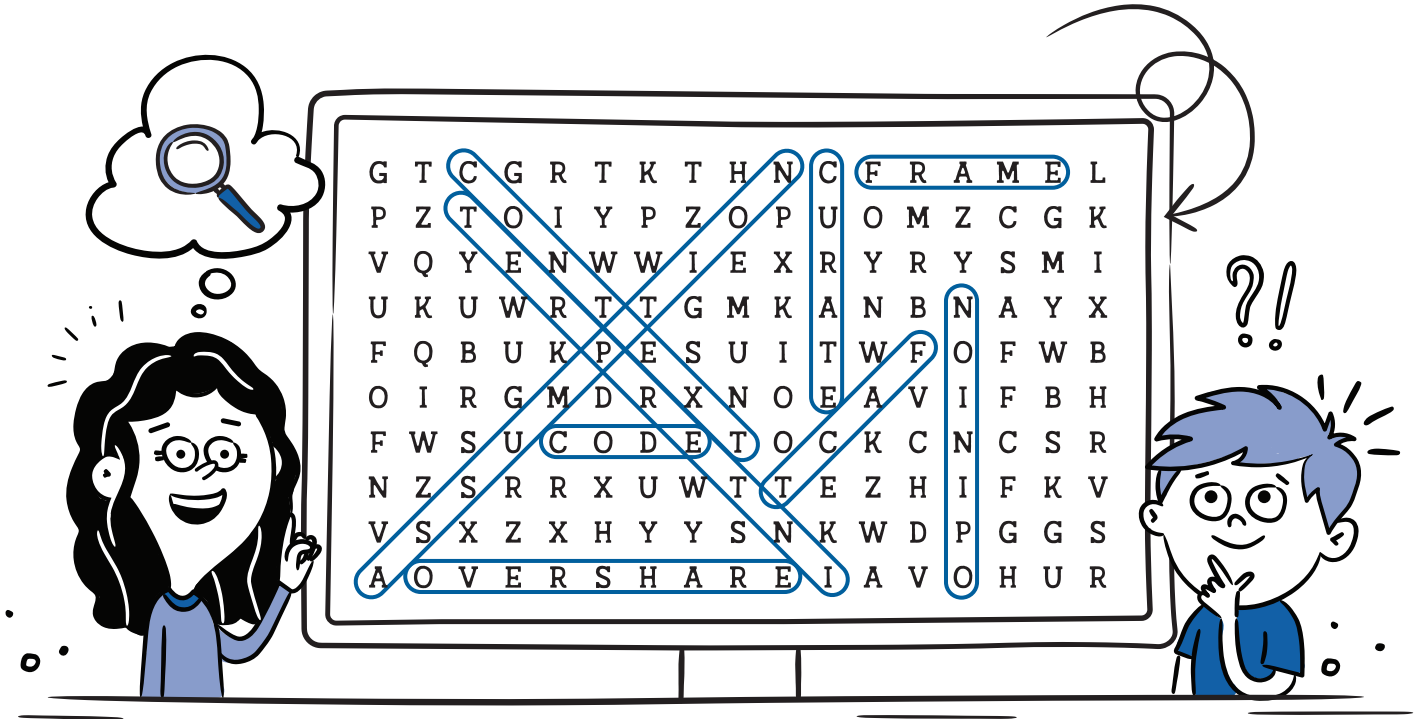 G T C G R T K T H N C F R A M E L
P Z T O I Y P Z O P U O M Z C G K
V Q Y E N W W I E X R Y R Y S M I
U K U W R T T G M K A N B N A Y X
F Q B U K P E S U I T W F O F W B
O I R G M D R X N O E A V I F B H
F W S U C O D E T O C K C N C S R
N Z S R R X U W T T E Z H I F K V
V S X Z X H Y Y S N K W D P G G S
A O V E R S H A R E I A V O H U R
?!